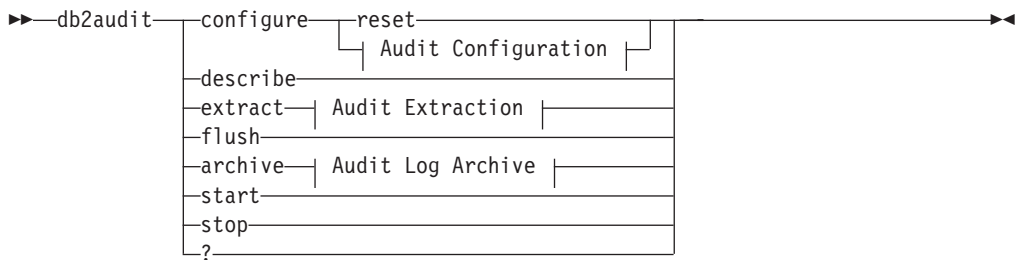 db2audit configure reset
Audit Configuration
describe
extract Audit Extraction
flush
archive Audit Log Archive
start
stop
?